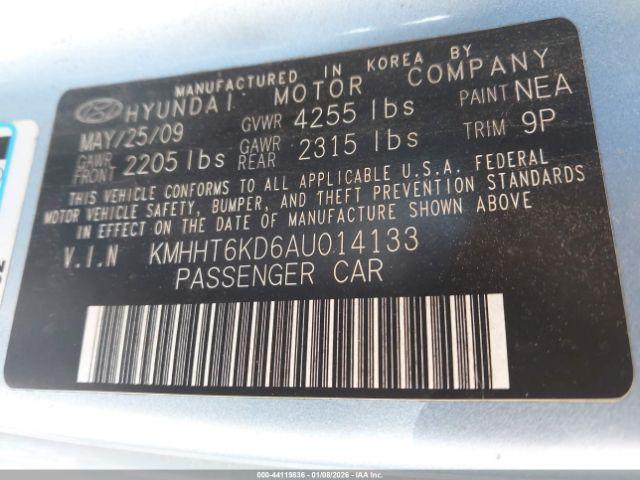 MANUFACTURED IN KOREA BY
HYUNDAI MOTOR COMPANY
MAY/25/09 GVWR 4255 lbs PAINT NEA
GAWR FRONT 2205 lbs GAWR REAR 2315 lbs TRIM 9P
THIS VEHICLE CONFORMS TO ALL APPLICABLE U.S.A. FEDERAL
MOTOR VEHICLE SAFETY, BUMPER, AND THEFT PREVENTION STANDARDS
IN EFFECT ON THE DATE OF MANUFACTURE SHOWN ABOVE
V.I.N KMHHT6KD6AU014133
PASSENGER CAR
000-44119836 | 01/08/2026 | IAA Inc.